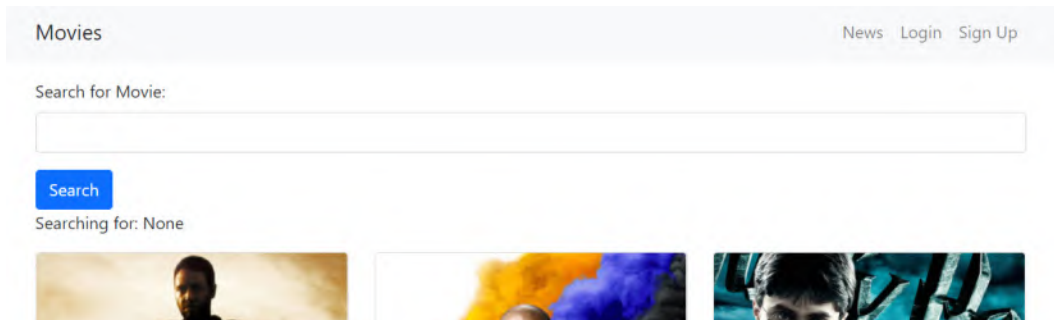 Movies
News Login Sign Up
Search for Movie:
Search
Searching for: None